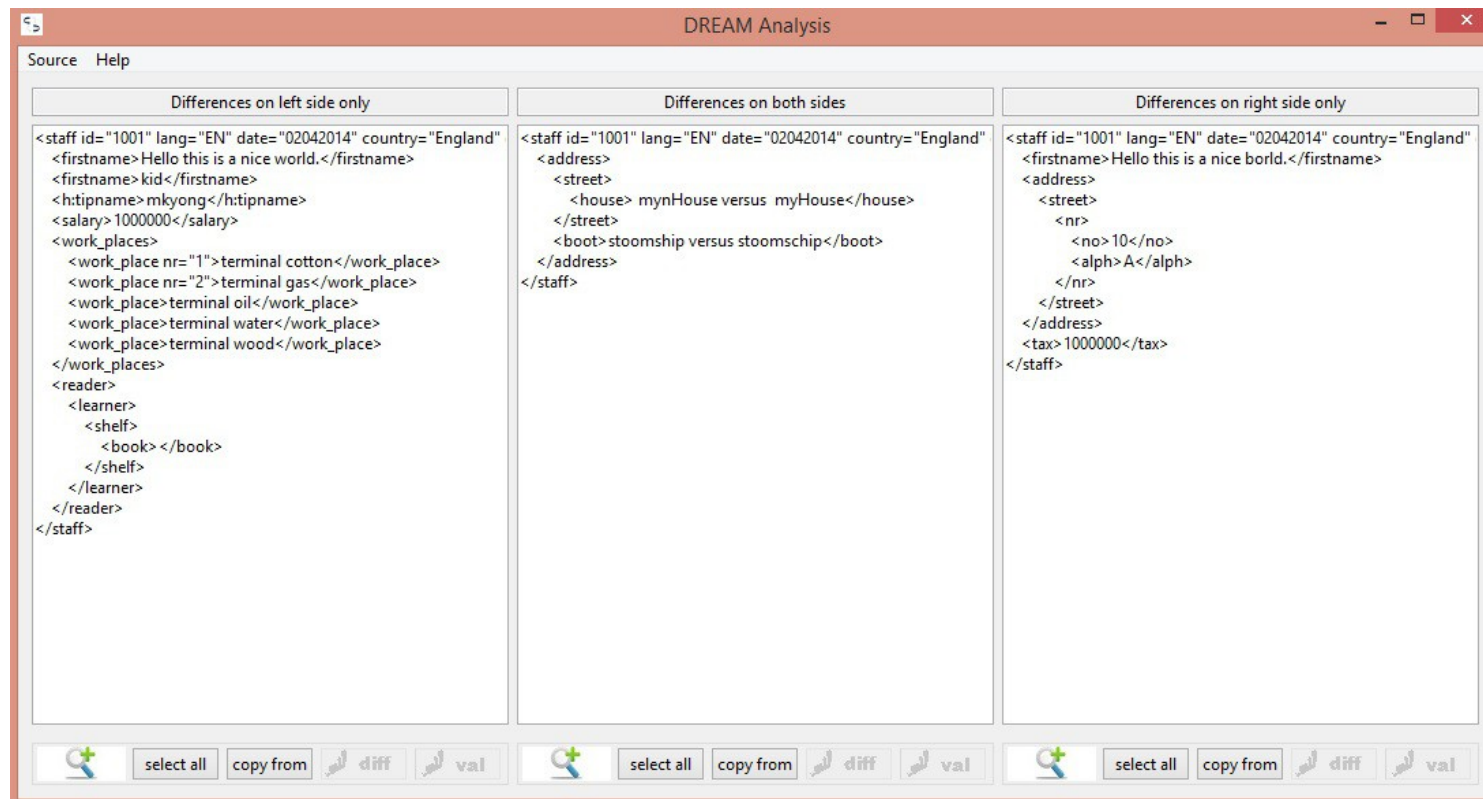 DREAM Analysis
Source Help
Differences on left side only
<staff id="1001" lang="EN" date="02042014" country="England"
<firstname>Hello this is a nice world.</firstname>
<firstname>kid</firstname>
<h:tipname>mkyong</h:tipname>
<salary>1000000</salary>
<work_places>
<work_place nr="1">terminal cotton</work_place>
<work_place nr="2">terminal gas</work_place>
<work_place>terminal oil</work_place>
<work_place>terminal water</work_place>
<work_place>terminal wood</work_place>
</work_places>
<reader>
<learner>
<shelf>
<book></book>
</shelf>
</learner>
</reader>
</staff>
select all copy from diff val
Differences on both sides
<staff id="1001" lang="EN" date="02042014" country="England"
<address>
<street>
<house> mynHouse versus  myHouse</house>
</street>
<boot>stoomship versus stoomschip</boot>
</address>
</staff>
select all copy from diff val
Differences on right side only
<staff id="1001" lang="EN" date="02042014" country="England"
<firstname>Hello this is a nice borld.</firstname>
<address>
<street>
<nr>
<no>10</no>
<alph>A</alph>
</nr>
</street>
</address>
<tax>1000000</tax>
</staff>
select all copy from diff val